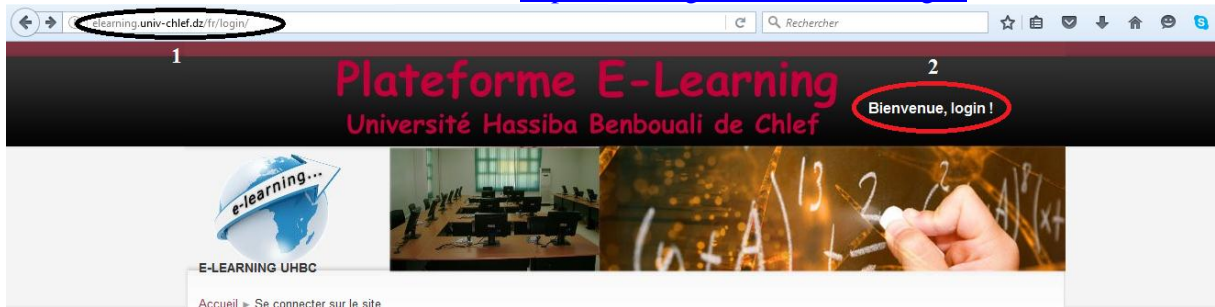 elearning.univ-chlef.dz/fr/login/
Rechercher
1
2
Plateforme E-Learning
Bienvenue, login !
Université Hassiba Benbouali de Chlef
e-learning...
E-LEARNING UHBC
Accueil ► Se connecter sur le site